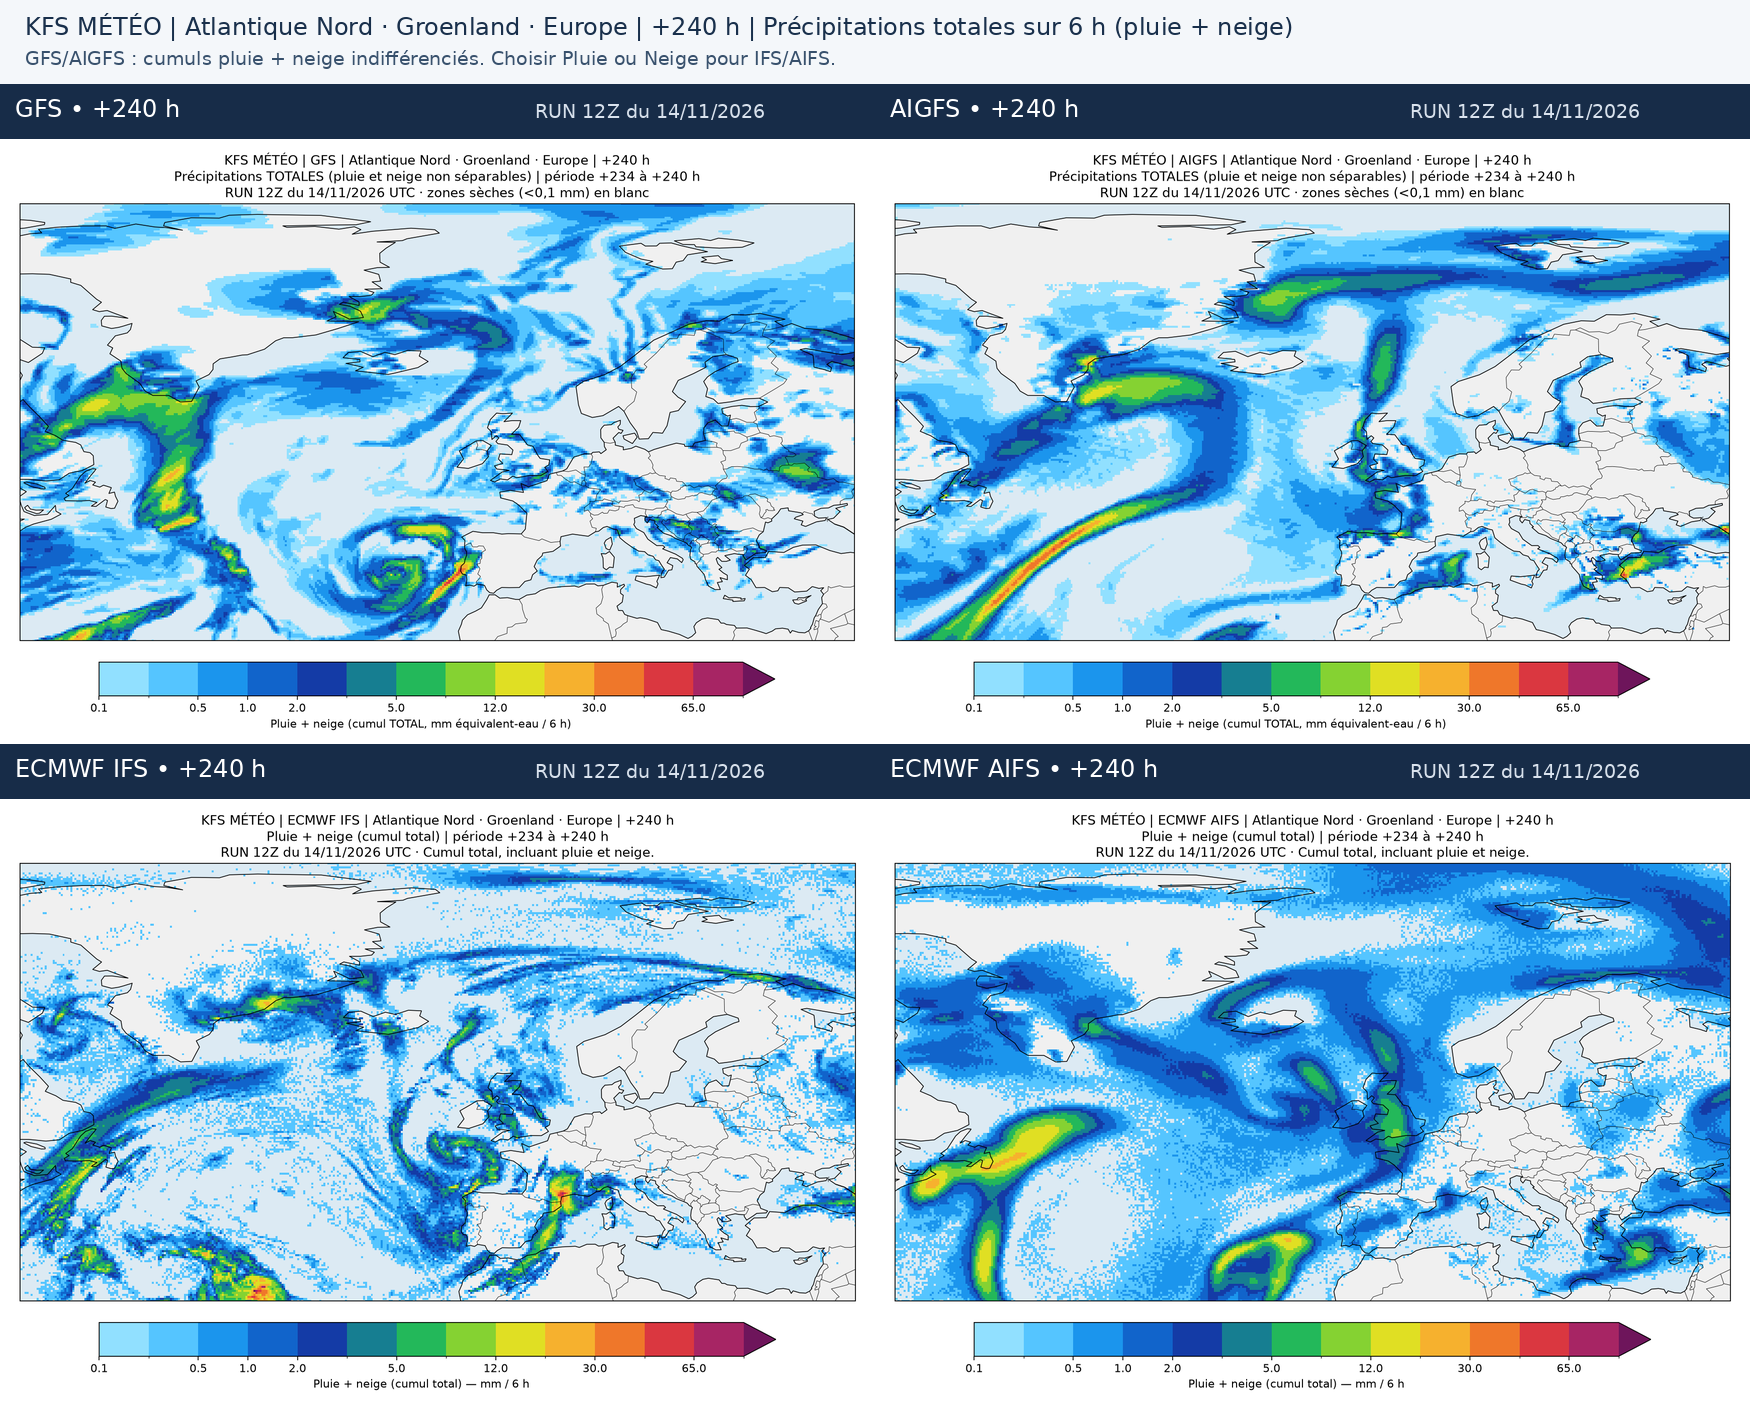 KFS MÉTÉO | Atlantique Nord · Groenland · Europe | +240 h | Précipitations totales sur 6 h (pluie + neige)
GFS/AIGFS : cumuls pluie + neige indifférenciés. Choisir Pluie ou Neige pour IFS/AIFS.
GFS • +240 h
RUN 12Z du 14/11/2026
KFS MÉTÉO | GFS | Atlantique Nord · Groenland · Europe | +240 h
Précipitations TOTALES (pluie et neige non séparables) | période +234 à +240 h
RUN 12Z du 14/11/2026 UTC · zones sèches (<0,1 mm) en blanc
0.1 0.5 1.0 2.0 5.0 12.0 30.0 65.0
Pluie + neige (cumul TOTAL, mm équivalent-eau / 6 h)
AIGFS • +240 h
RUN 12Z du 14/11/2026
KFS MÉTÉO | AIGFS | Atlantique Nord · Groenland · Europe | +240 h
Précipitations TOTALES (pluie et neige non séparables) | période +234 à +240 h
RUN 12Z du 14/11/2026 UTC · zones sèches (<0,1 mm) en blanc
0.1 0.5 1.0 2.0 5.0 12.0 30.0 65.0
Pluie + neige (cumul TOTAL, mm équivalent-eau / 6 h)
ECMWF IFS • +240 h
RUN 12Z du 14/11/2026
KFS MÉTÉO | ECMWF IFS | Atlantique Nord · Groenland · Europe | +240 h
Pluie + neige (cumul total) | période +234 à +240 h
RUN 12Z du 14/11/2026 UTC · Cumul total, incluant pluie et neige.
0.1 0.5 1.0 2.0 5.0 12.0 30.0 65.0
Pluie + neige (cumul total) — mm / 6 h
ECMWF AIFS • +240 h
RUN 12Z du 14/11/2026
KFS MÉTÉO | ECMWF AIFS | Atlantique Nord · Groenland · Europe | +240 h
Pluie + neige (cumul total) | période +234 à +240 h
RUN 12Z du 14/11/2026 UTC · Cumul total, incluant pluie et neige.
0.1 0.5 1.0 2.0 5.0 12.0 30.0 65.0
Pluie + neige (cumul total) — mm / 6 h